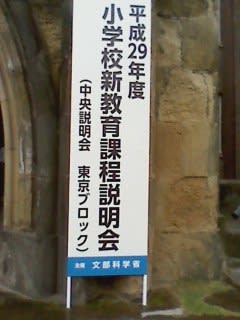 平成29年度
小学校新教育課程説明会
（中央説明会　東京ブロック）
主催　文部科学省